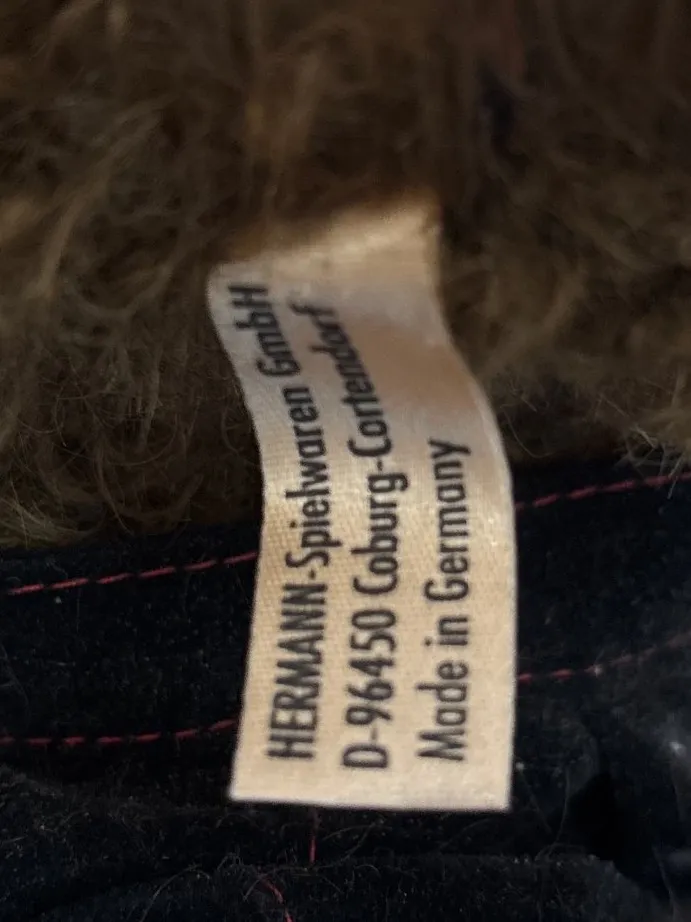 HERMANN-Spielwaren GmbH
D-96450 Coburg-Cortendorf
Made in Germany